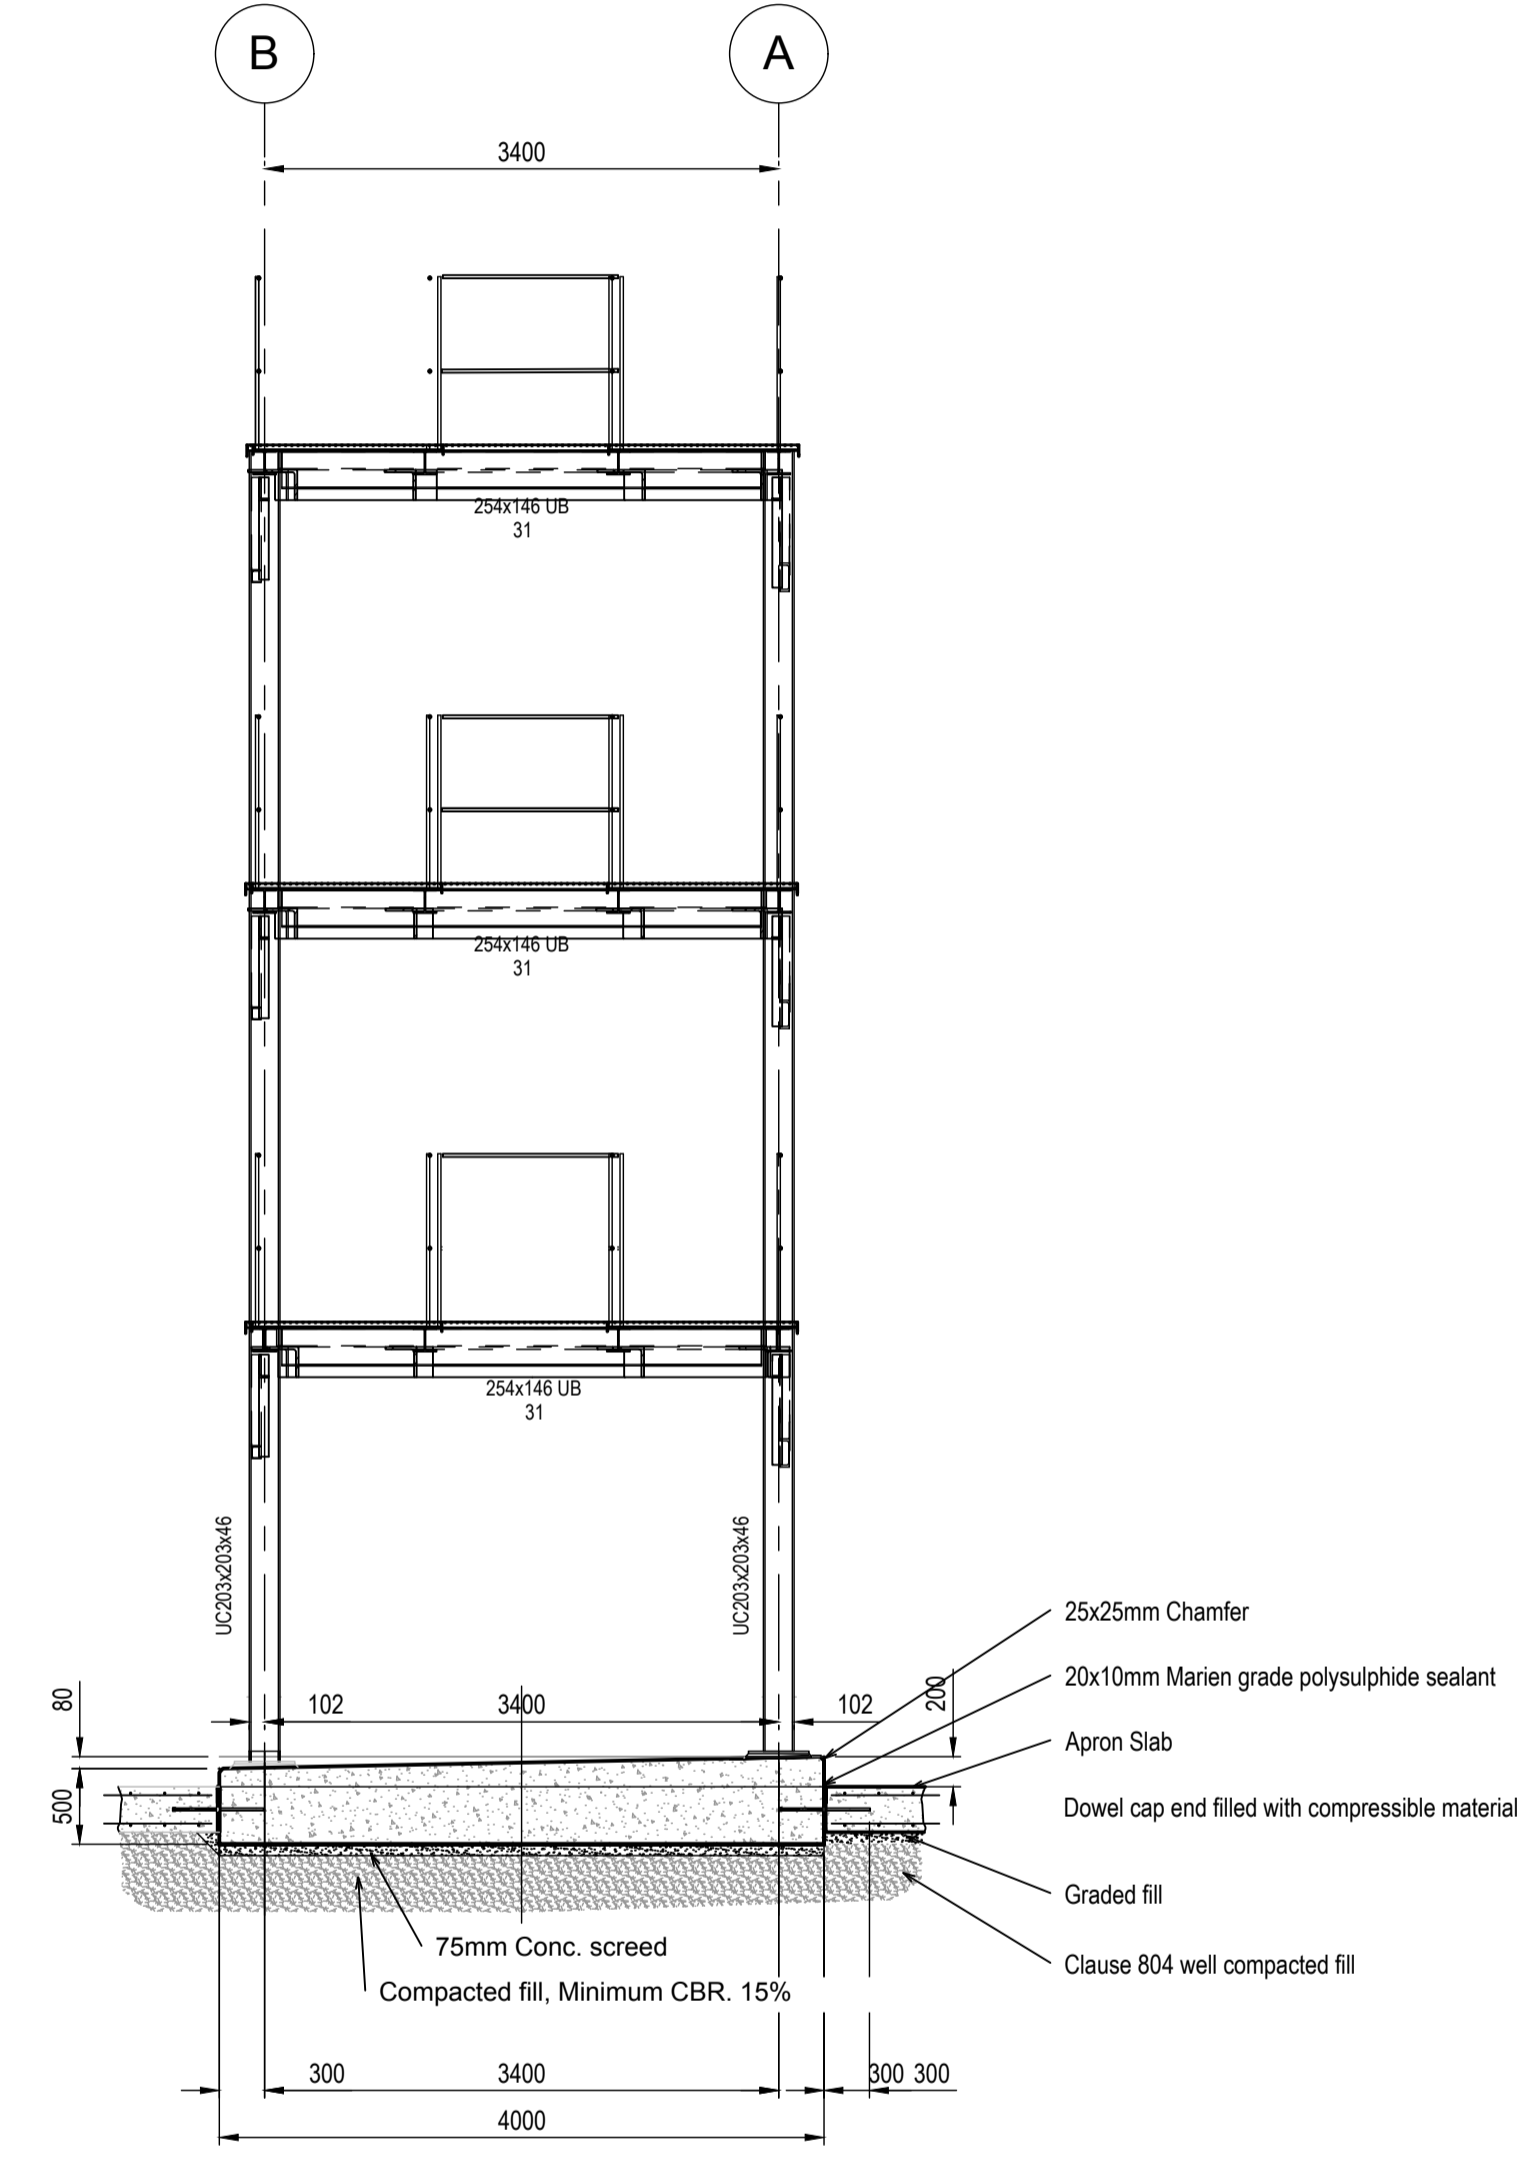 B
A
3400
254x146 UB
31
254x146 UB
31
254x146 UB
31
UC203x203x46
UC203x203x46
25x25mm Chamfer
20x10mm Marien grade polysulphide sealant
200
80
102
3400
102
Apron Slab
500
Dowel cap end filled with compressible material
Graded fill
75mm Conc. screed
Clause 804 well compacted fill
Compacted fill, Minimum CBR. 15%
300
3400
300
300
4000